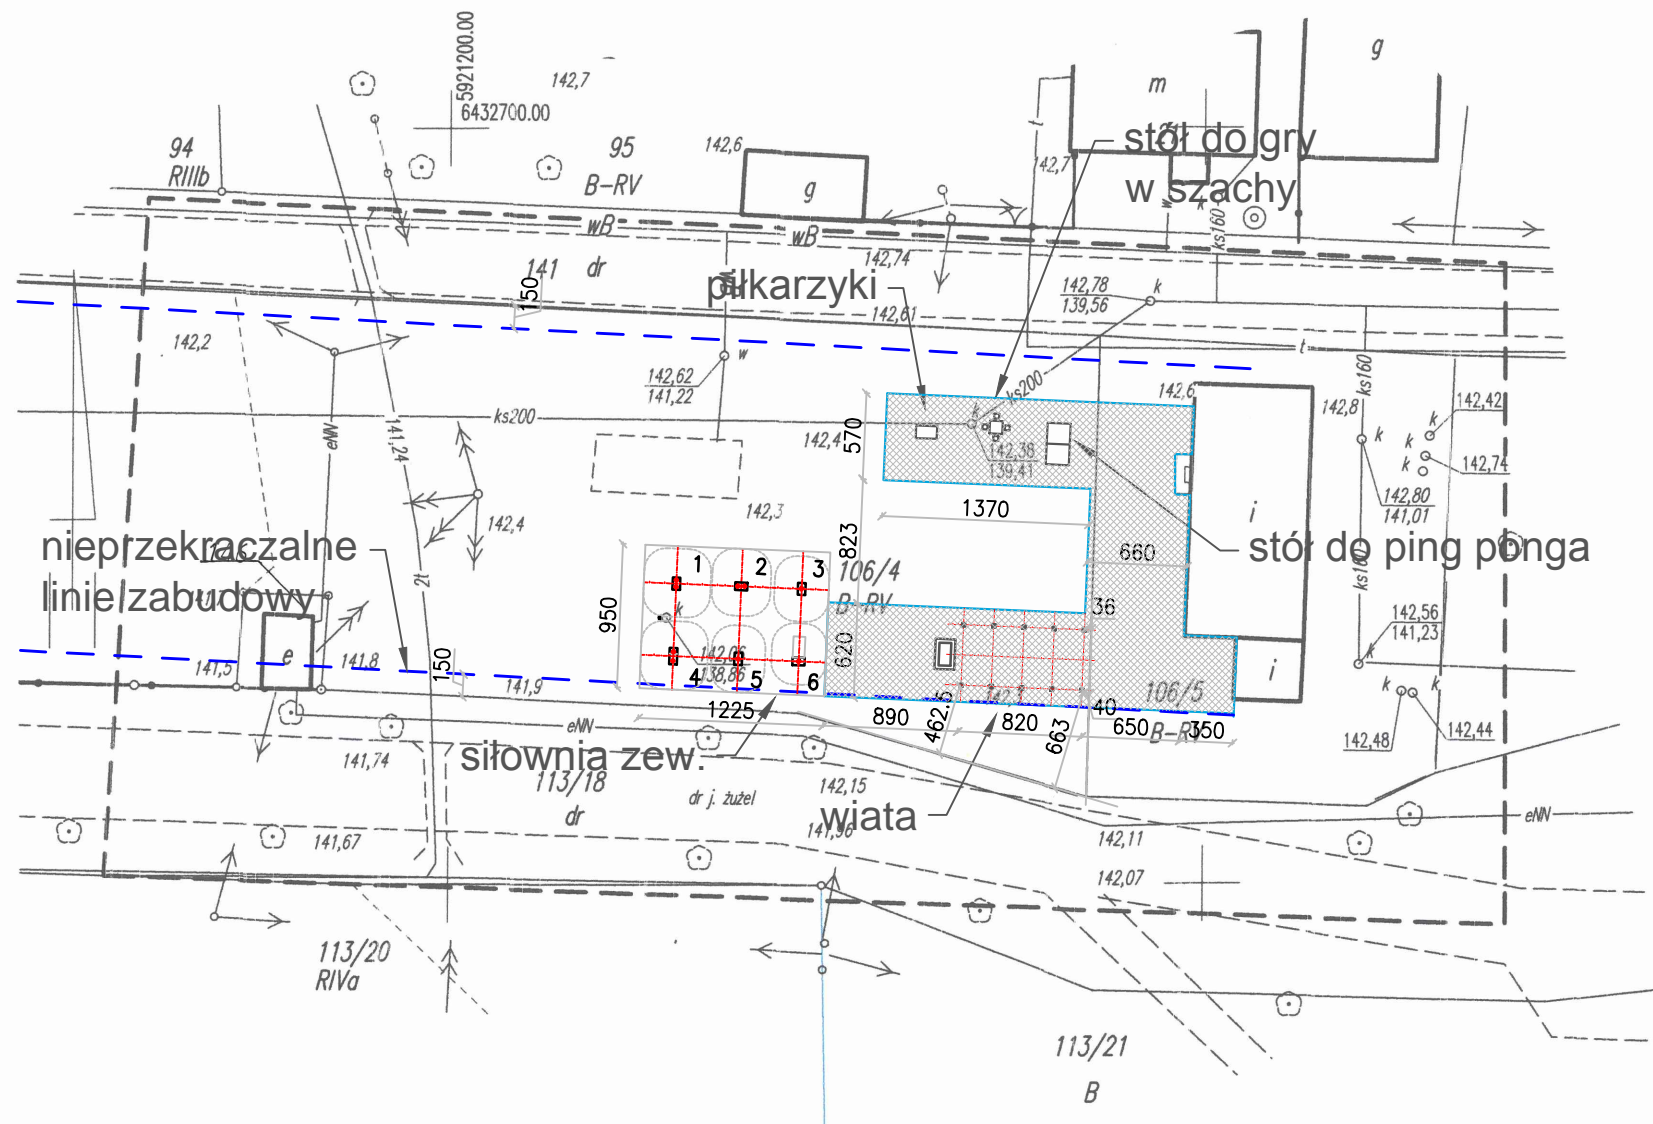 5921200.00
6432700.00
142,7
94
RIIIb
95
B-RV
142,6
g
m
g
t
stół do gry
w szachy
142,7
k
w
ks160
wB
wB
141
dr
142,74
150
piłkarzyki
142,61
142,78
139,56
k
142,2
w
142,62
141,22
t
ks160
ks200
142,6
142,8
k
142,42
ks200
eNN
141,24
142,4
570
k
142,38
139,41
k
k
k
142,74
142,80
141,01
142,4
142,3
1370
i
nieprzekraczalne
linie zabudowy
823
660
stół do ping ponga
1
2
3
106/4
B-RV
2t
ks160
950
k
36
142,56
141,23
k
142,06
138,86
620
e
141,5
141,8
150
141,9
4
5
6
i
106/5
40
k
k
k
1225
890
462.5
820
663
650
350
B-RV
142,48
142,44
eNN
siłownia zew.
141,74
113/18
dr
dr j. żużel
142,15
wiata
141,96
141,67
142,11
eNN
142,07
113/20
RIVa
113/21
B